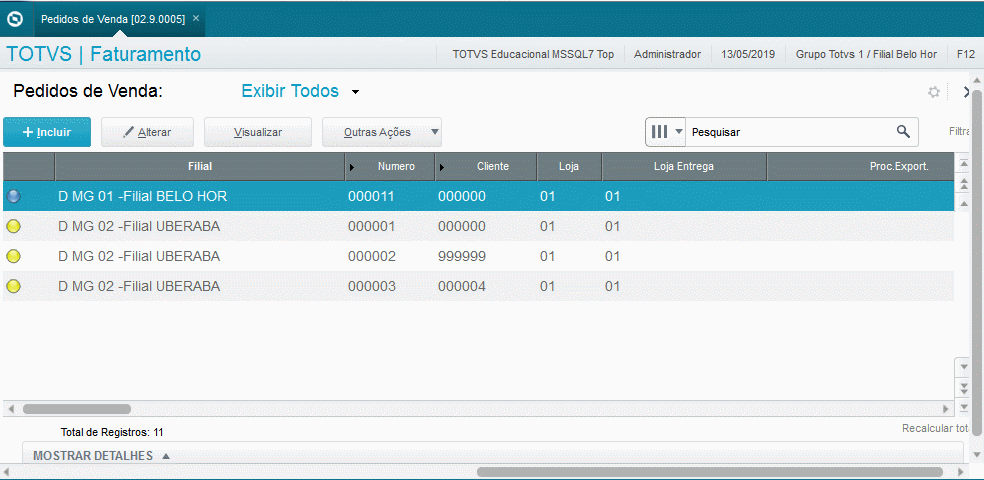 Pedidos de Venda [02.9.0005] ×
TOTVS | Faturamento TOTVS Educacional MSSQL7 Top Administrador 13/05/2019 Grupo Totvs 1 / Filial Belo Hor F12
Pedidos de Venda: Exibir Todos
+ Incluir Alterar Visualizar Outras Ações Pesquisar Filtra
Filial Numero Cliente Loja Loja Entrega Proc.Export.
D MG 01 -Filial BELO HOR 000011 000000 01 01
D MG 02 -Filial UBERABA 000001 000000 01 01
D MG 02 -Filial UBERABA 000002 999999 01 01
D MG 02 -Filial UBERABA 000003 000004 01 01
Total de Registros: 11 Recalcular tot
MOSTRAR DETALHES